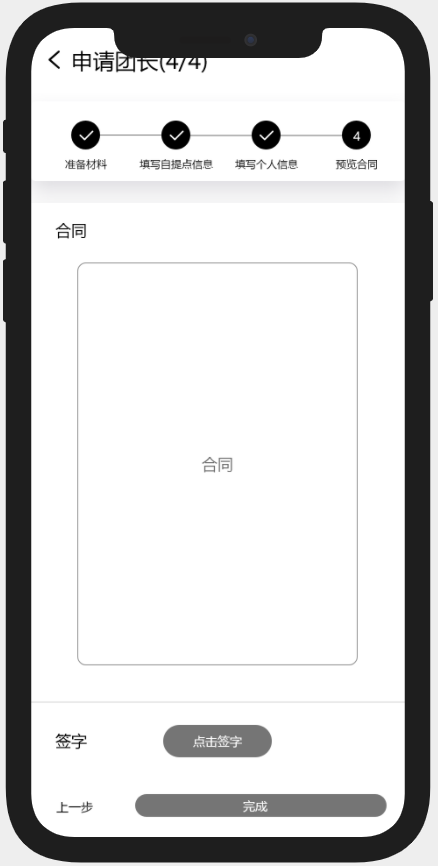 申请团长(4/4)
4
准备材料 填写自提点信息 填写个人信息 预览合同
合同
合同
签字 点击签字
上一步 完成